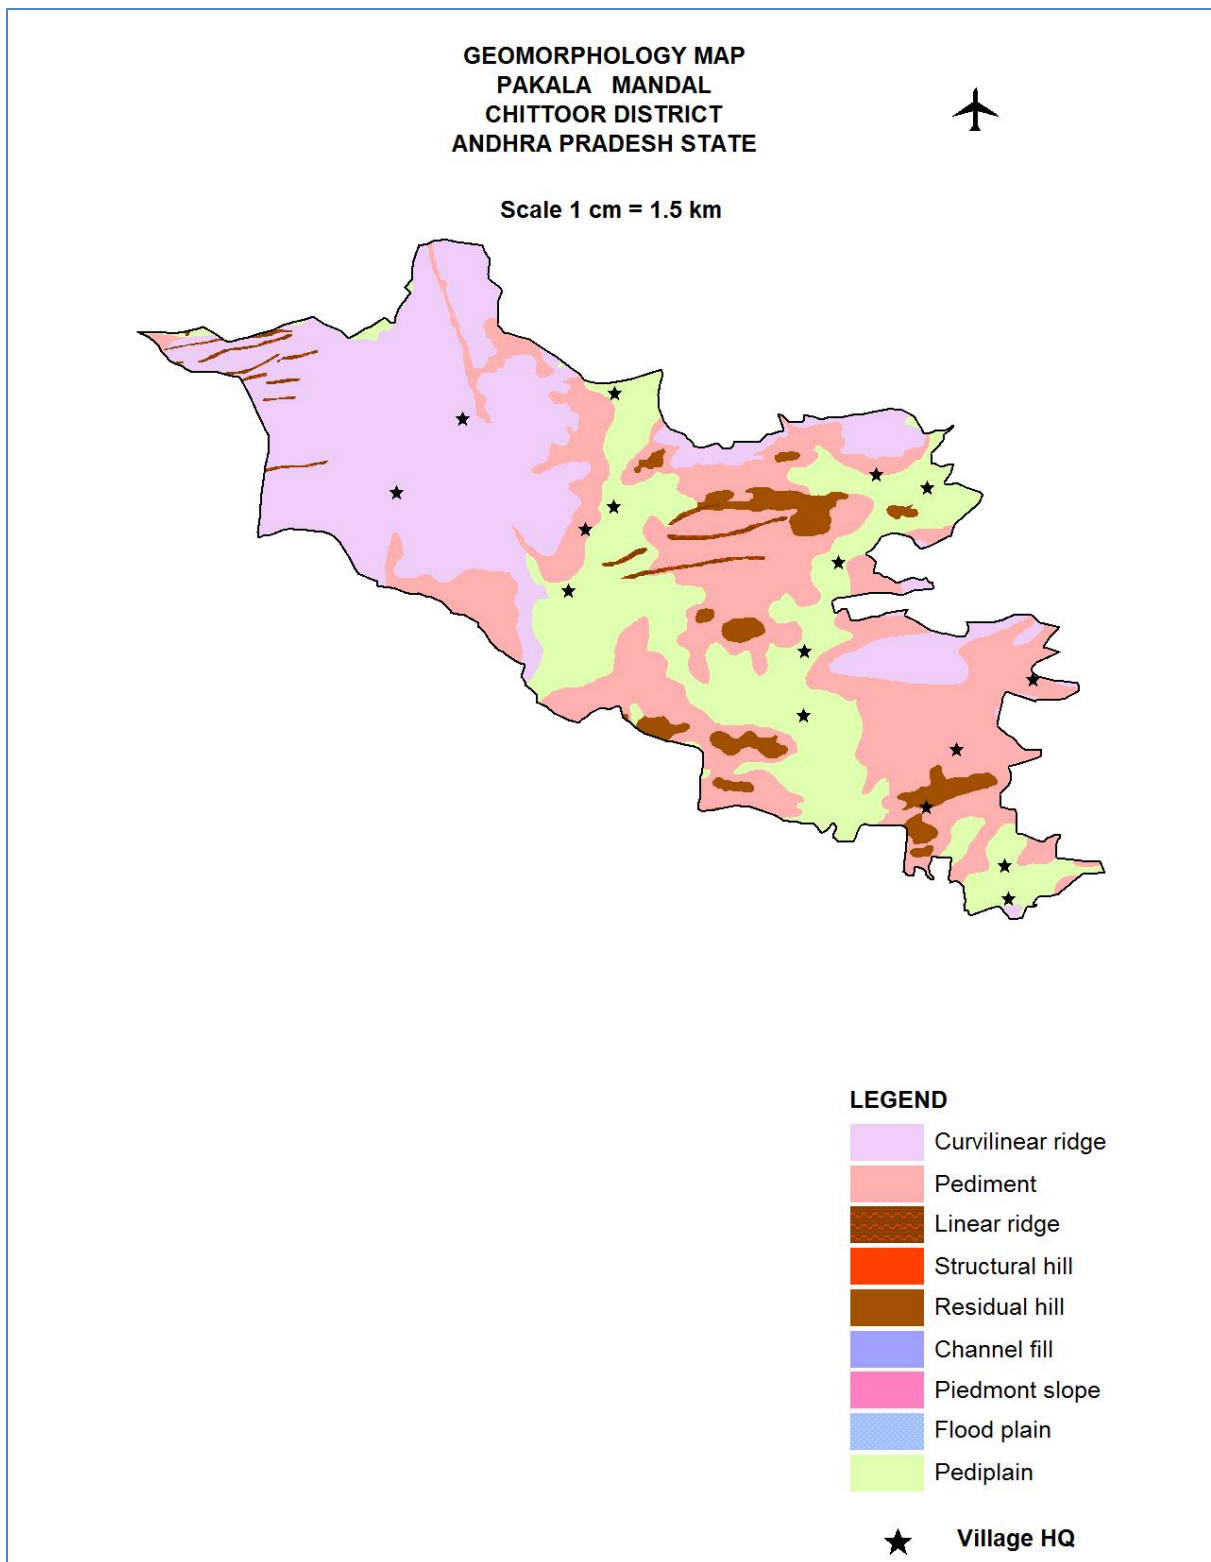 GEOMORPHOLOGY MAP
PAKALA MANDAL
CHITTOOR DISTRICT
ANDHRA PRADESH STATE
Scale 1 cm = 1.5 km
LEGEND
Curvilinear ridge
Pediment
Linear ridge
Structural hill
Residual hill
Channel fill
Piedmont slope
Flood plain
Pediplain
Village HQ